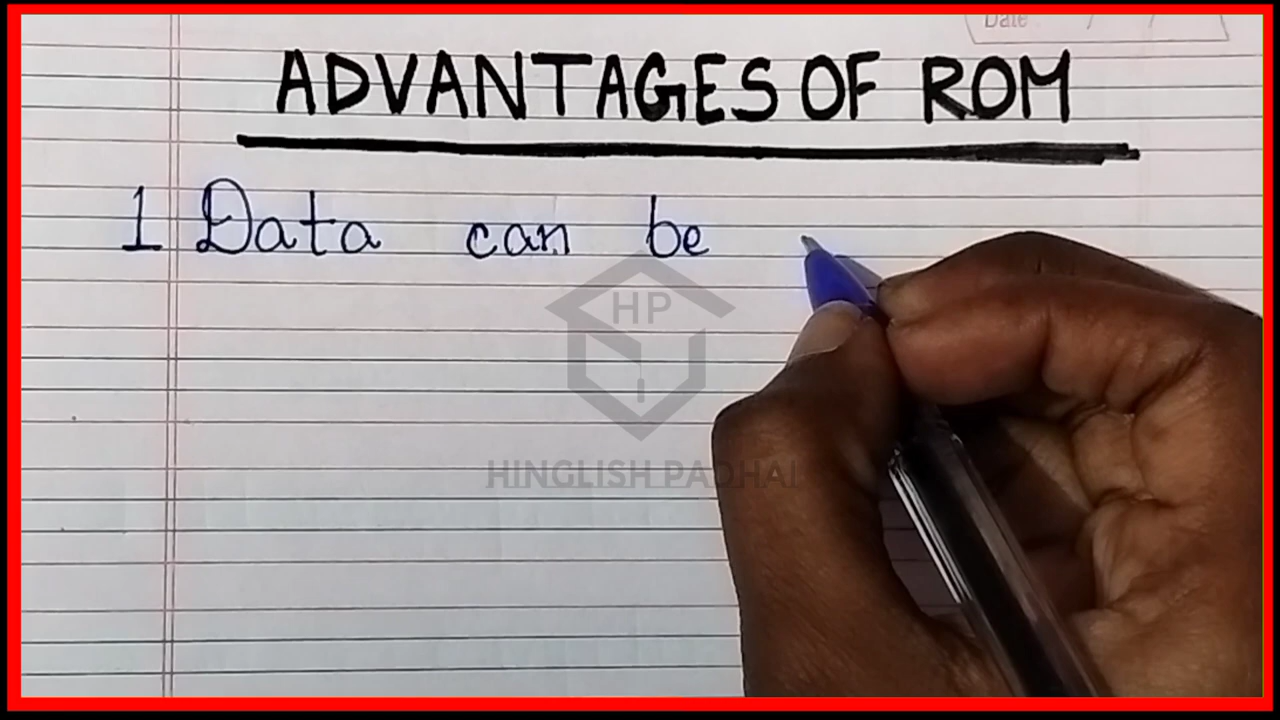 Date / /
ADVANTAGES OF ROM
1 Data can be
HP
HINGLISH PADHAI